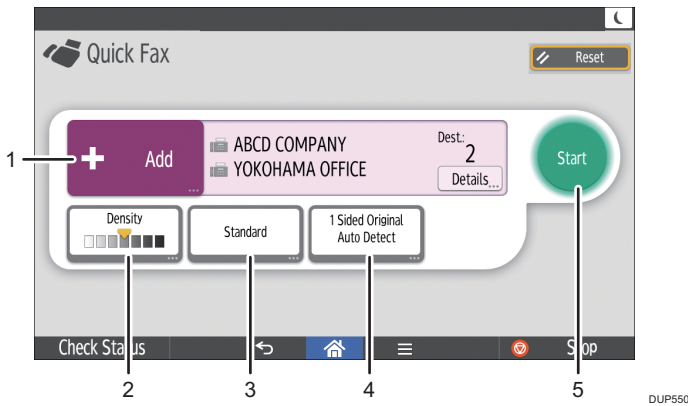 Quick Fax
Reset
1
Add
ABCD COMPANY
YOKOHAMA OFFICE
Dest.:
2
Details...
Start
Density
Standard
1 Sided Original
Auto Detect
Check Status
Stop
2
3
4
5
DUP550